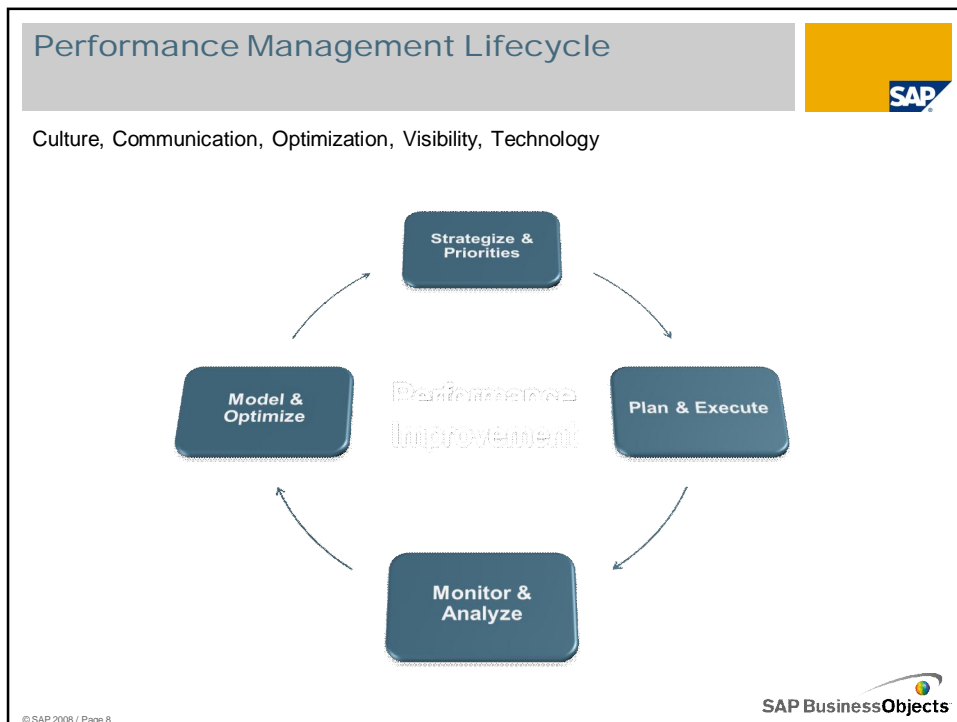 Performance Management Lifecycle
SAP
Culture, Communication, Optimization, Visibility, Technology
Strategize &
Priorities
Model &
Optimize
Performance
Improvement
Plan & Execute
Monitor &
Analyze
SAP BusinessObjects
© SAP 2008 / Page 8